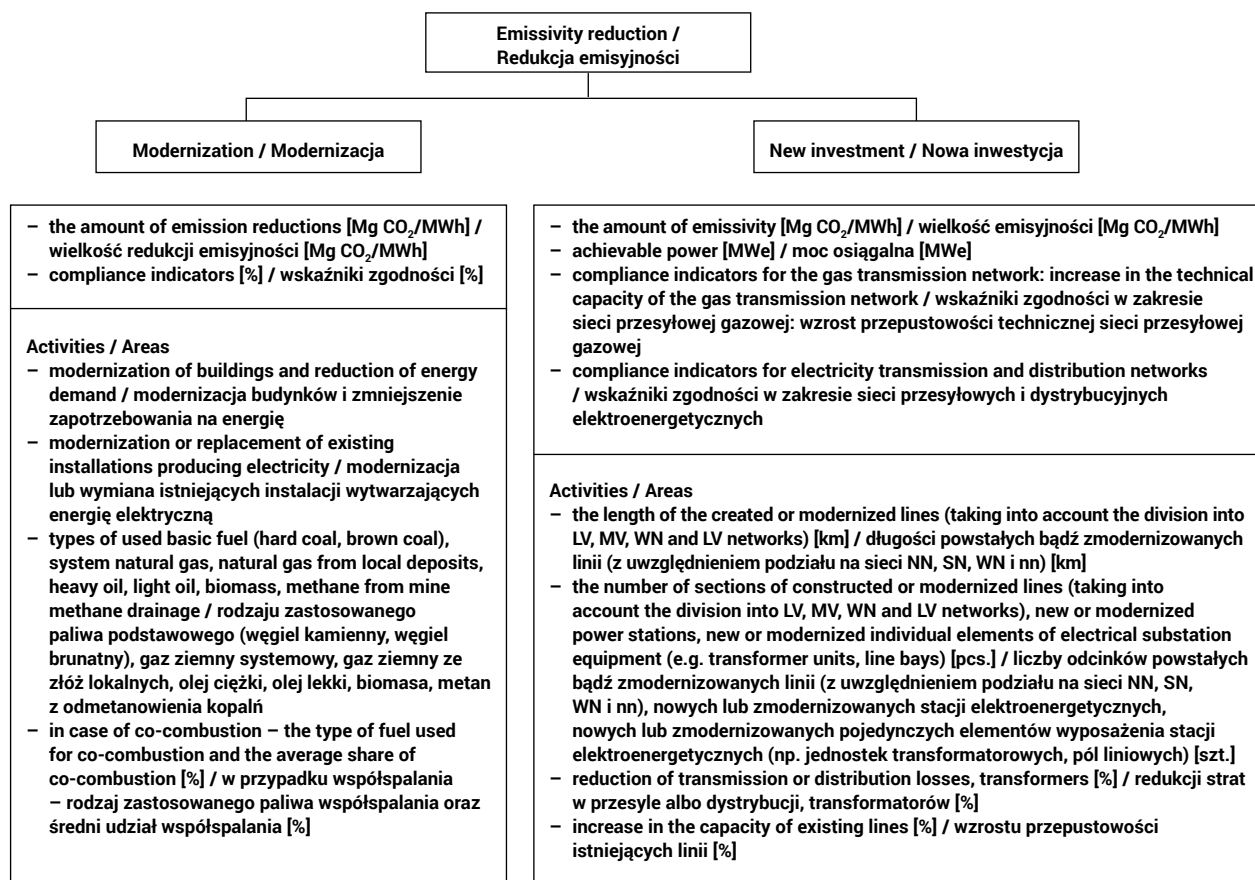 Emissivity reduction /
Redukcja emisyjności
Modernization / Modernizacja
New investment / Nowa inwestycja
– the amount of emission reductions [Mg CO₂/MWh] /
wielkość redukcji emisyjności [Mg CO₂/MWh]
– compliance indicators [%] / wskaźniki zgodności [%]
Activities / Areas
– modernization of buildings and reduction of energy
demand / modernizacja budynków i zmniejszenie
zapotrzebowania na energię
– modernization or replacement of existing
installations producing electricity / modernizacja
lub wymiana istniejących instalacji wytwarzających
energię elektryczną
– types of used basic fuel (hard coal, brown coal),
system natural gas, natural gas from local deposits,
heavy oil, light oil, biomass, methane from mine
methane drainage / rodzaju zastosowanego
paliwa podstawowego (węgiel kamienny, węgiel
brunatny), gaz ziemny systemowy, gaz ziemny ze
złóż lokalnych, olej ciężki, olej lekki, biomasa, metan
z odmetanowienia kopalń
– in case of co-combustion – the type of fuel used
for co-combustion and the average share of
co-combustion [%] / w przypadku współspalania
– rodzaj zastosowanego paliwa współspalania oraz
średni udział współspalania [%]
– the amount of emissivity [Mg CO₂/MWh] / wielkość emisyjności [Mg CO₂/MWh]
– achievable power [MWe] / moc osiągalna [MWe]
– compliance indicators for the gas transmission network: increase in the technical
capacity of the gas transmission network / wskaźniki zgodności w zakresie
sieci przesyłowej gazowej: wzrost przepustowości technicznej sieci przesyłowej
gazowej
– compliance indicators for electricity transmission and distribution networks
/ wskaźniki zgodności w zakresie sieci przesyłowych i dystrybucyjnych
elektroenergetycznych
Activities / Areas
– the length of the created or modernized lines (taking into account the division into
LV, MV, WN and LV networks) [km] / długości powstałych bądź zmodernizowanych
linii (z uwzględnieniem podziału na sieci NN, SN, WN i nn) [km]
– the number of sections of constructed or modernized lines (taking into
account the division into LV, MV, WN and LV networks), new or modernized
power stations, new or modernized individual elements of electrical substation
equipment (e.g. transformer units, line bays) [pcs.] / liczby odcinków powstałych
bądź zmodernizowanych linii (z uwzględnieniem podziału na sieci NN, SN,
WN i nn), nowych lub zmodernizowanych stacji elektroenergetycznych,
nowych lub zmodernizowanych pojedynczych elementów wyposażenia stacji
elektroenergetycznych (np. jednostek transformatorowych, pól liniowych) [szt.]
– reduction of transmission or distribution losses, transformers [%] / redukcji strat
w przesyle albo dystrybucji, transformatorów [%]
– increase in the capacity of existing lines [%] / wzrostu przepustowości
istniejących linii [%]